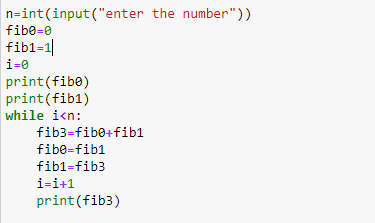 n=int(input("enter the number"))
fib0=0
fib1=1
i=0
print(fib0)
print(fib1)
while i<n:
    fib3=fib0+fib1
    fib0=fib1
    fib1=fib3
    i=i+1
    print(fib3)